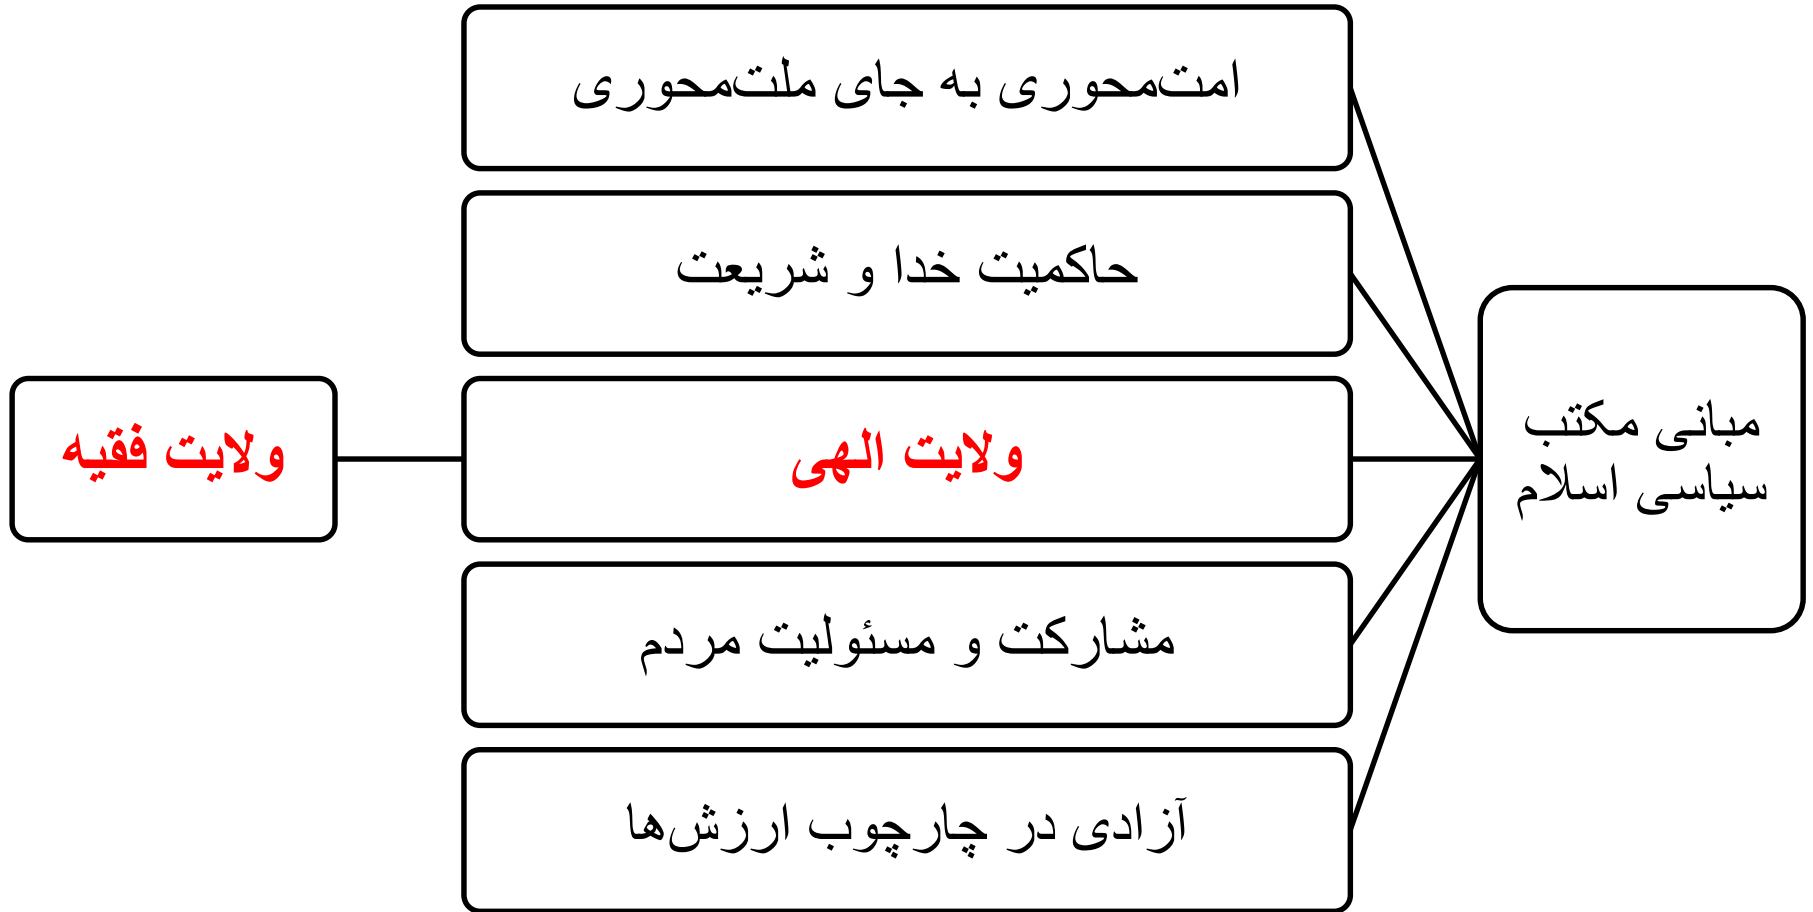 مبانی مکتب
سیاسی اسلام
امت‌محوری به جای ملت‌محوری
حاکمیت خدا و شریعت
ولایت الهی
ولایت فقیه
مشارکت و مسئولیت مردم
آزادی در چارچوب ارزش‌ها